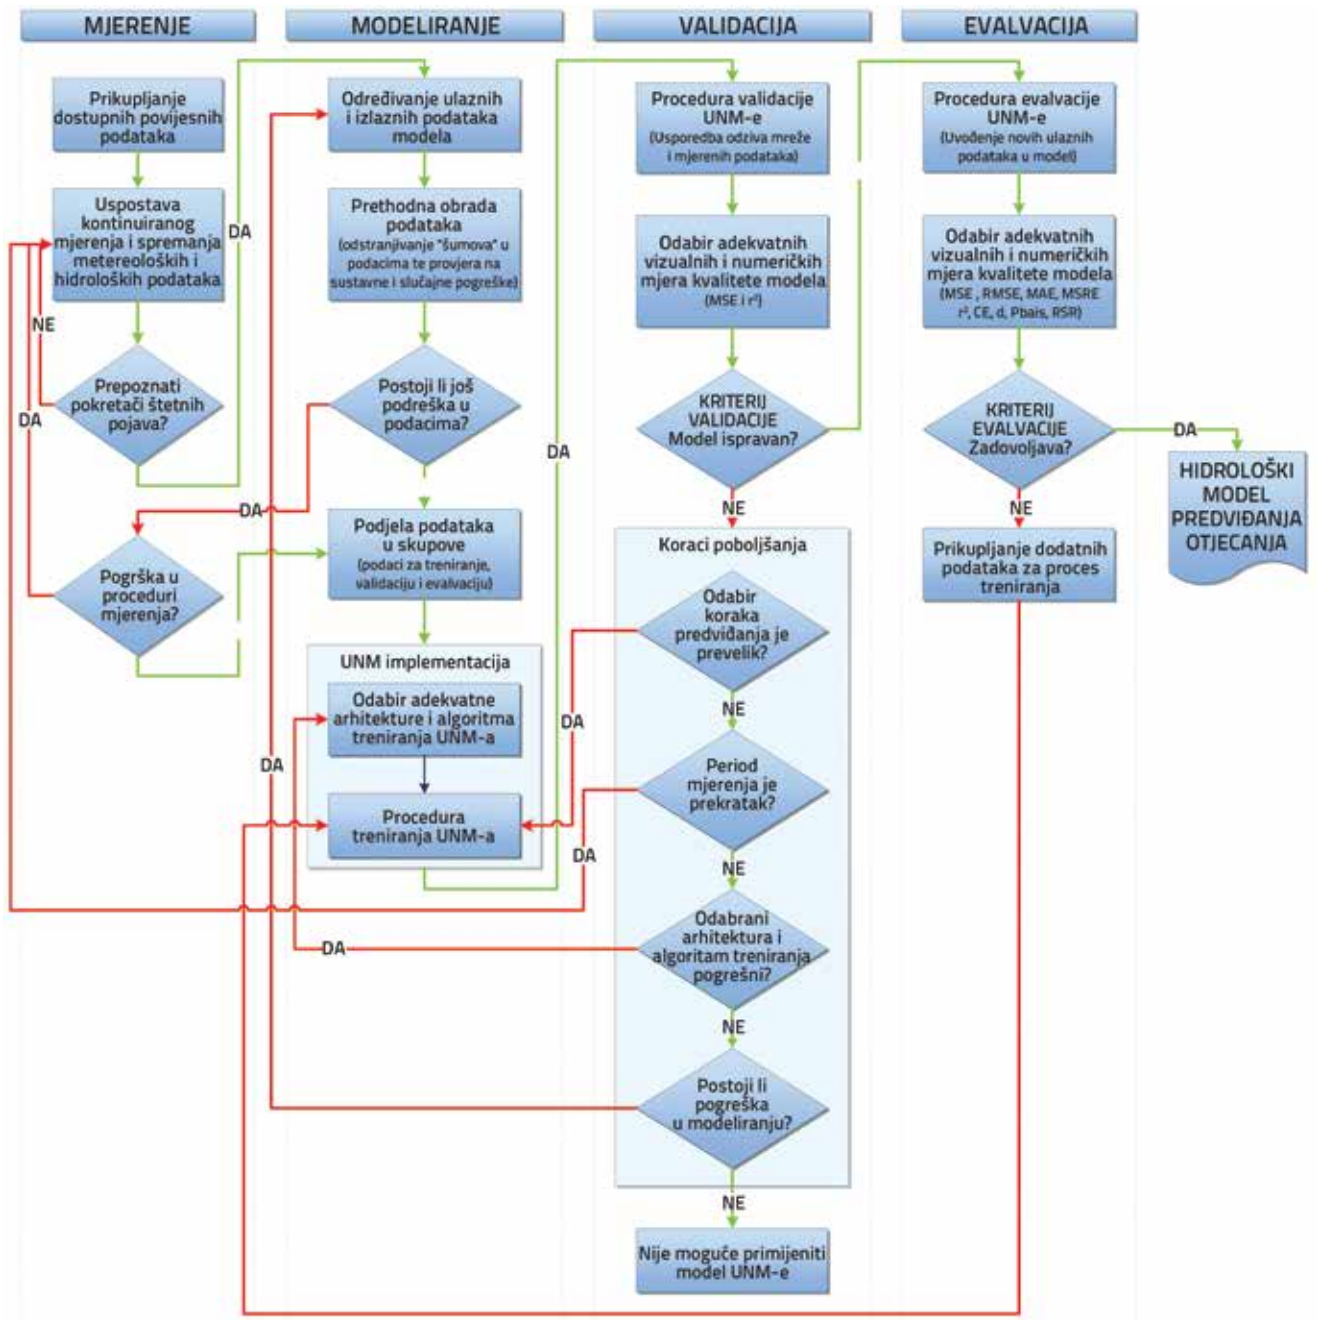 MJERENJE
MODELIRANJE
VALIDACIJA
EVALVACIJA
Prikupljanje
dostupnih povijesnih
podataka
Uspostava
kontinuiranog
mjerenja i spremanja
metereoloških i
hidroloških podataka
DA
NE
DA
Prepoznati
pokretači štetnih
pojava?
Pogrška u
proceduri
mjerenja?
DA
Određivanje ulaznih
i izlaznih podataka
modela
Prethodna obrada
podataka
(odstranjivanje "šumova" u
podacima te provjera na
sustavne i slučajne pogreške)
Postoji li još
podreška u
podacima?
Podjela podataka
u skupove
(podaci za treniranje,
validaciju i evalvaciju)
UNM implementacija
Odabir adekvatne
arhitekture i algoritma
treniranja UNM-a
Procedura
treniranja UNM-a
DA
DA
DA
DA
DA
Procedura validacije
UNM-e
(Usporedba odziva mreže
i mjerenih podataka)
Odabir adekvatnih
vizualnih i numeričkih
mjera kvalitete modela
(MSE i r²)
KRITERIJ
VALIDACIJE
Model ispravan?
NE
Koraci poboljšanja
Odabir
koraka
predviđanja je
prevelik?
NE
Period
mjerenja je
prekratak?
NE
Odabrani
arhitektura i
algoritam treniranja
pogrešni?
NE
Postoji li
pogreška
u modeliranju?
NE
Nije moguće primijeniti
model UNM-e
Procedura evalvacije
UNM-e
(Uvođenje novih ulaznih
podataka u model)
Odabir adekvatnih
vizualnih i numeričkih
mjera kvalitete modela
(MSE , RMSE, MAE, MSRE
r², CE, d, Pbais, RSR)
KRITERIJ
EVALVACIJE
Zadovoljava?
DA
NE
Prikupljanje dodatnih
podataka za proces
treniranja
HIDROLOŠKI
MODEL
PREDVIĐANJA
OTJECANJA